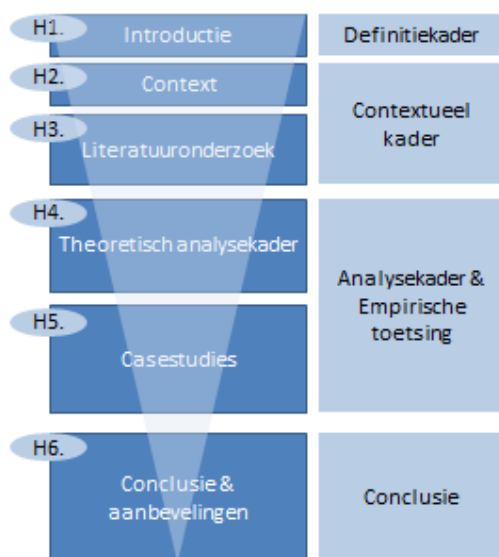 H1.
Introductie
Definitiekader
H2.
Context
Contextueel
kader
H3.
Literatuuronderzoek
H4.
Theoretisch analysekader
Analysekader &
Empirische
toetsing
H5.
Casestudies
H6.
Conclusie &
aanbevelingen
Conclusie